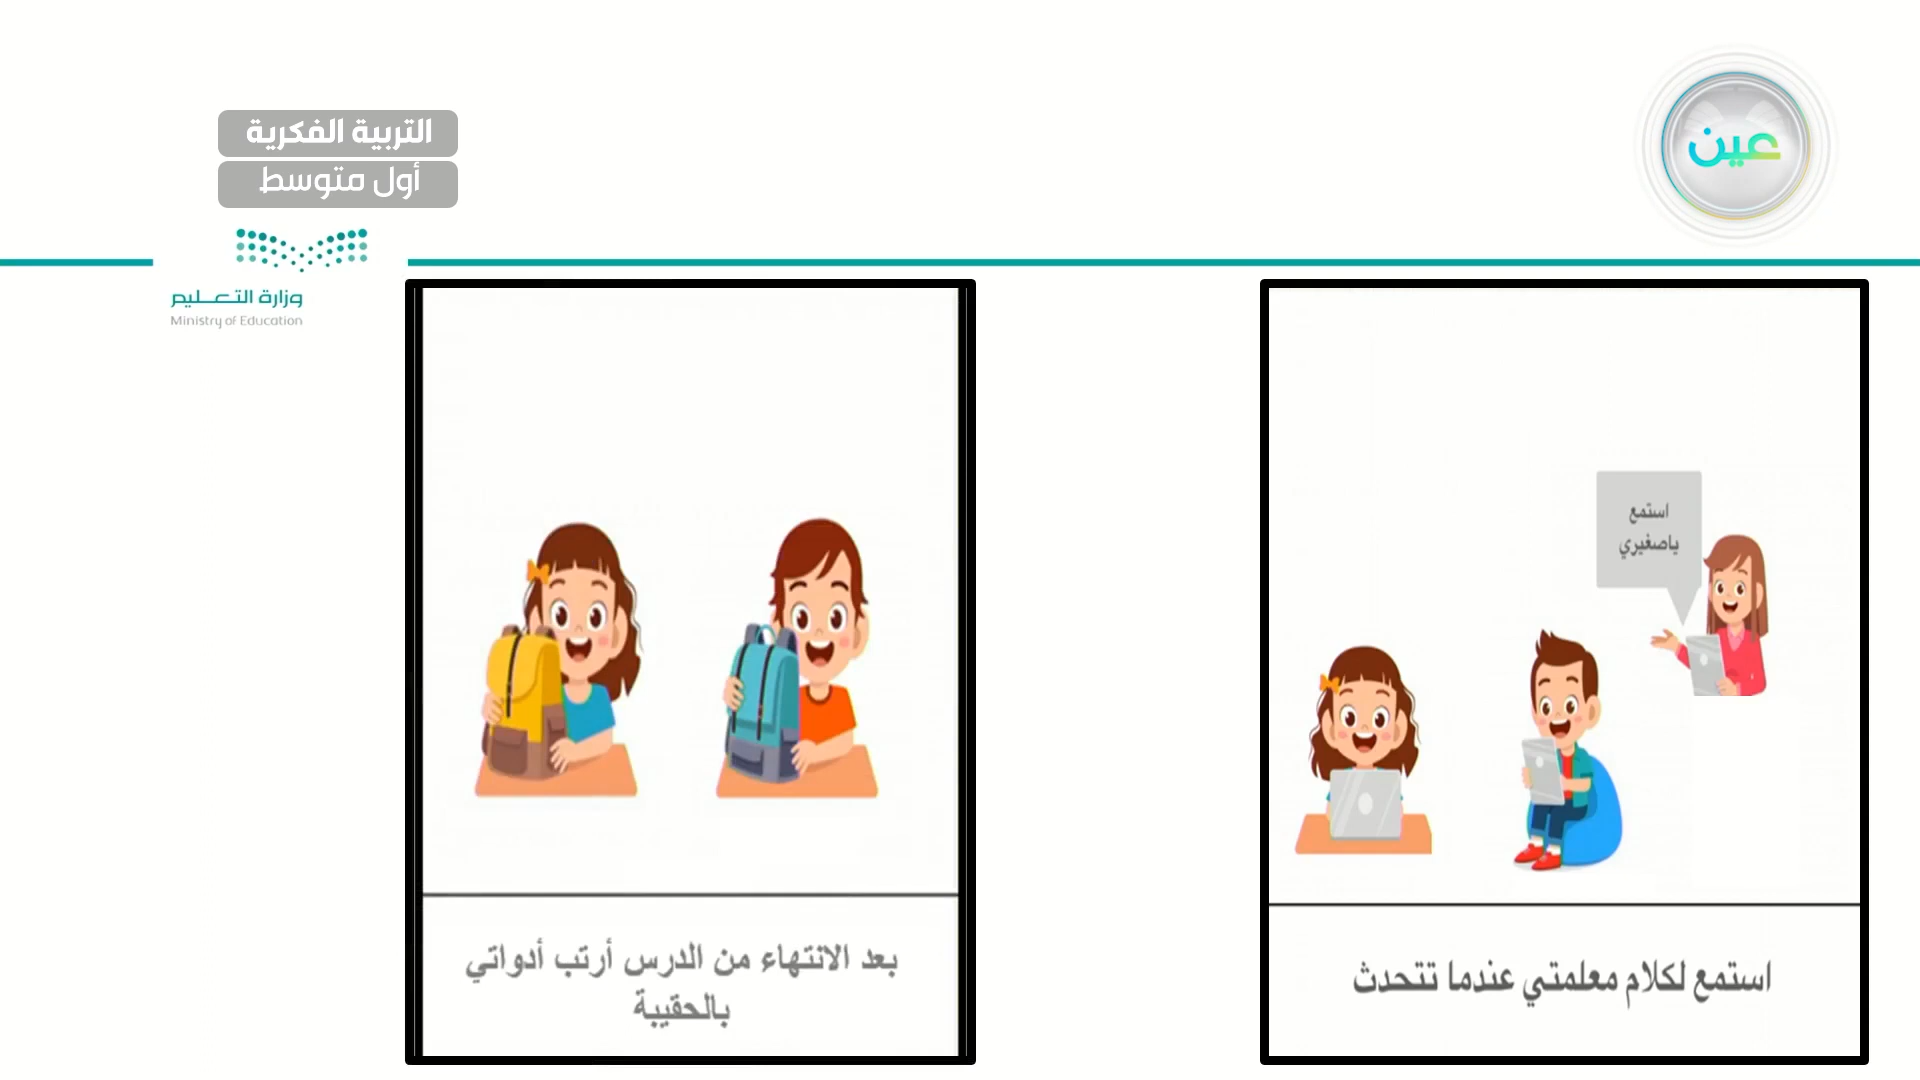 عين
التربية الفكرية
أول متوسط
وزارة التعليم
Ministry of Education
استمع
ياصغيري
استمع لكلام معلمتي عندما تتحدث
بعد الانتهاء من الدرس أرتب أدواتي
بالحقيبة